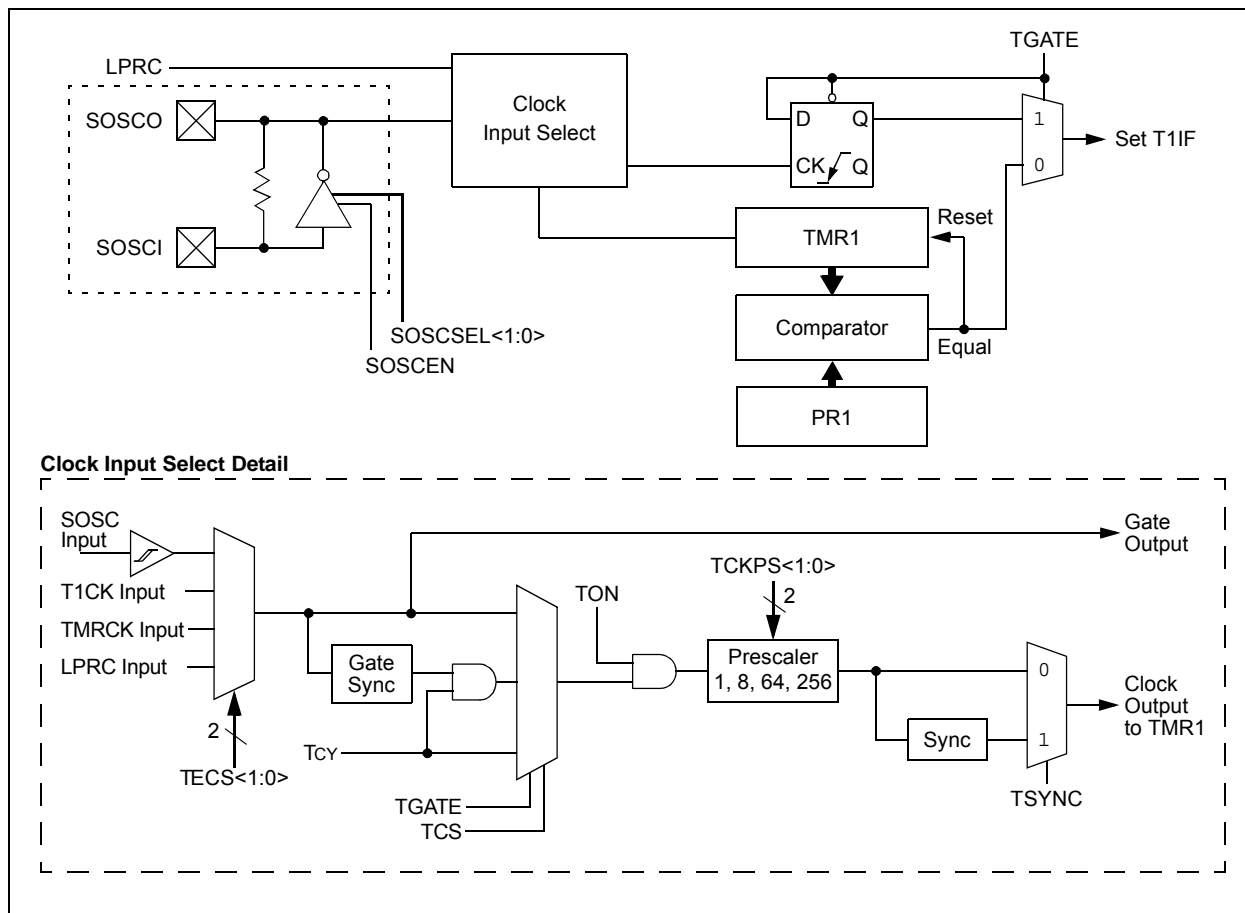 TGATE
LPRC
SOSCO
Clock
Input Select
D Q
CK Q
1
0
Set T1IF
SOSCI
TMR1
Reset
Comparator
Equal
SOSCSEL<1:0>
SOSCEN
PR1
Clock Input Select Detail
SOSC
Input
T1CK Input
TMRCK Input
LPRC Input
2
TECS<1:0>
Gate
Sync
TCY
TGATE
TCS
TON
TCKPS<1:0>
2
Prescaler
1, 8, 64, 256
Sync
0
1
TSYNC
Gate
Output
Clock
Output
to TMR1